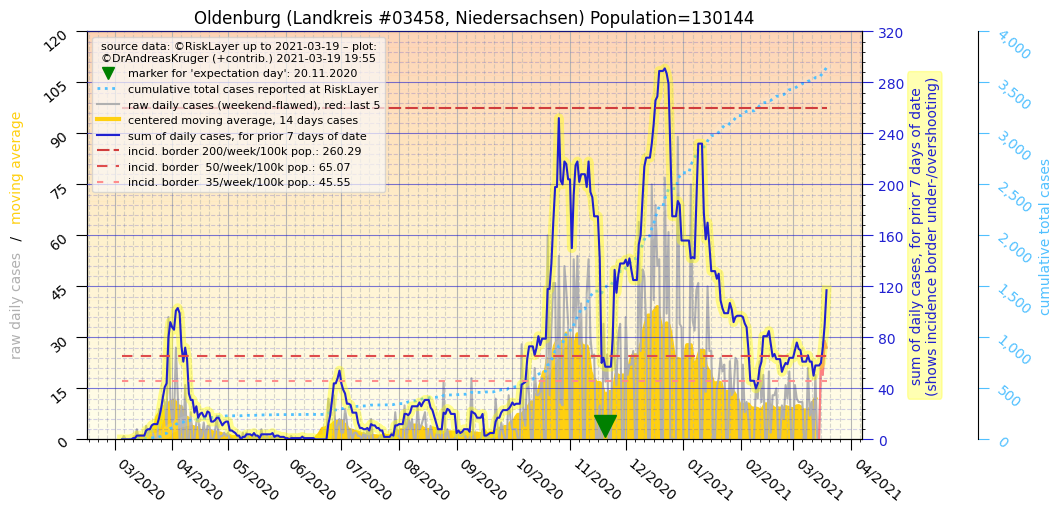 Oldenburg (Landkreis #03458, Niedersachsen) Population=130144
source data: ©RiskLayer up to 2021-03-19 – plot:
©DrAndreasKruger (+contrib.) 2021-03-19 19:55
marker for 'expectation day': 20.11.2020
cumulative total cases reported at RiskLayer
raw daily cases (weekend-flawed), red: last 5
centered moving average, 14 days cases
sum of daily cases, for prior 7 days of date
incid. border 200/week/100k pop.: 260.29
incid. border  50/week/100k pop.: 65.07
incid. border  35/week/100k pop.: 45.55
raw daily cases  /  moving average
120
105
90
75
60
45
30
15
0
320
280
240
200
160
120
80
40
0
sum of daily cases, for prior 7 days of date
(shows incidence border under-/overshooting)
4,000
3,500
3,000
2,500
2,000
1,500
1,000
500
0
cumulative total cases
03/2020
04/2020
05/2020
06/2020
07/2020
08/2020
09/2020
10/2020
11/2020
12/2020
01/2021
02/2021
03/2021
04/2021